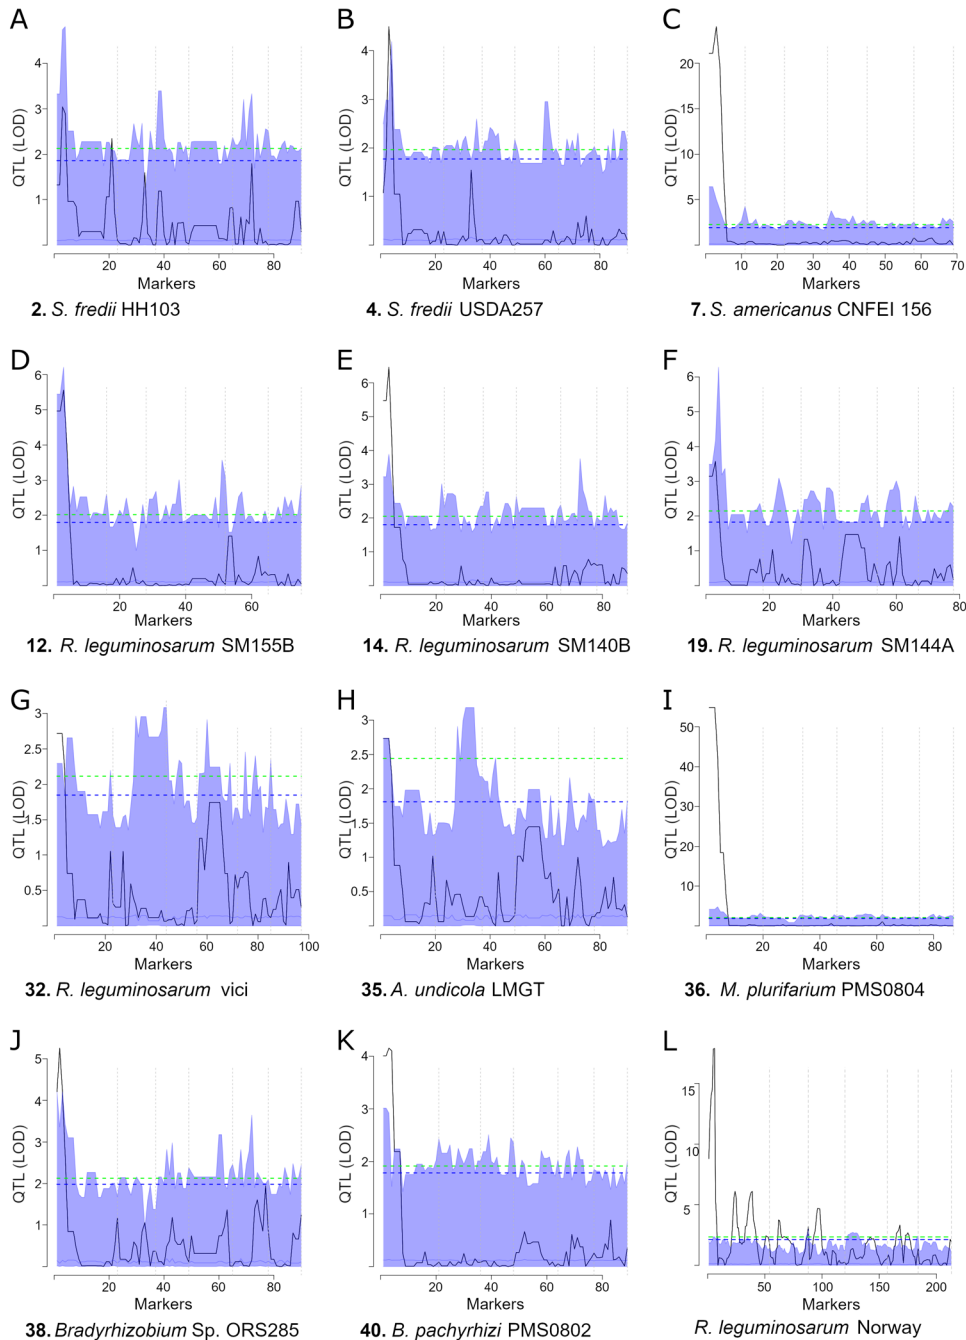 A
B
C
QTL (LOD)
4
3
2
1
20 40 60 80
Markers
2. S. fredii HH103
QTL (LOD)
4
3
2
1
20 40 60 80
Markers
4. S. fredii USDA257
QTL (LOD)
20
15
10
5
10 20 30 40 50 60 70
Markers
7. S. americanus CNFEI 156
D
E
F
QTL (LOD)
6
5
4
3
2
1
20 40 60
Markers
12. R. leguminosarum SM155B
QTL (LOD)
6
5
4
3
2
1
20 40 60 80
Markers
14. R. leguminosarum SM140B
QTL (LOD)
6
5
4
3
2
1
20 40 60 80
Markers
19. R. leguminosarum SM144A
G
H
I
QTL (LOD)
3
2.5
2
1.5
1
0.5
20 40 60 80 100
Markers
32. R. leguminosarum vici
QTL (LOD)
3
2.5
2
1.5
1
0.5
20 40 60 80
Markers
35. A. undicola LMGT
QTL (LOD)
50
40
30
20
10
20 40 60 80
Markers
36. M. plurifarium PMS0804
J
K
L
QTL (LOD)
5
4
3
2
1
20 40 60 80
Markers
38. Bradyrhizobium Sp. ORS285
QTL (LOD)
4
3
2
1
20 40 60 80
Markers
40. B. pachyrhizi PMS0802
QTL (LOD)
15
10
5
50 100 150 200
Markers
R. leguminosarum Norway